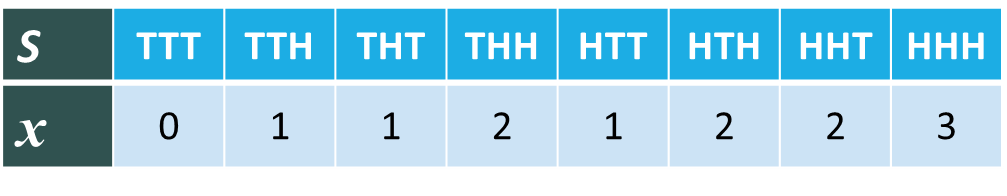 S TTT TTH THT THH HTT HTH HHT HHH
x 0 1 1 2 1 2 2 3